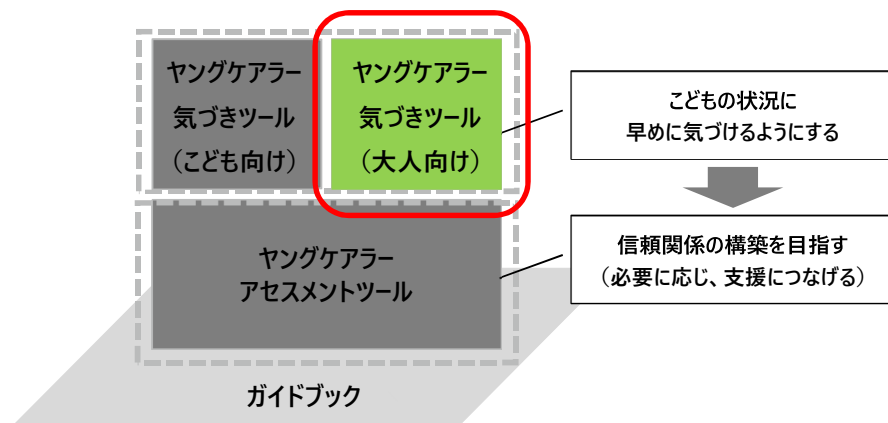 ヤングケアラー
気づきツール
（こども向け）
ヤングケアラー
気づきツール
（大人向け）
こどもの状況に
早めに気づけるようにする
ヤングケアラー
アセスメントツール
信頼関係の構築を目指す
（必要に応じ、支援につなげる）
ガイドブック